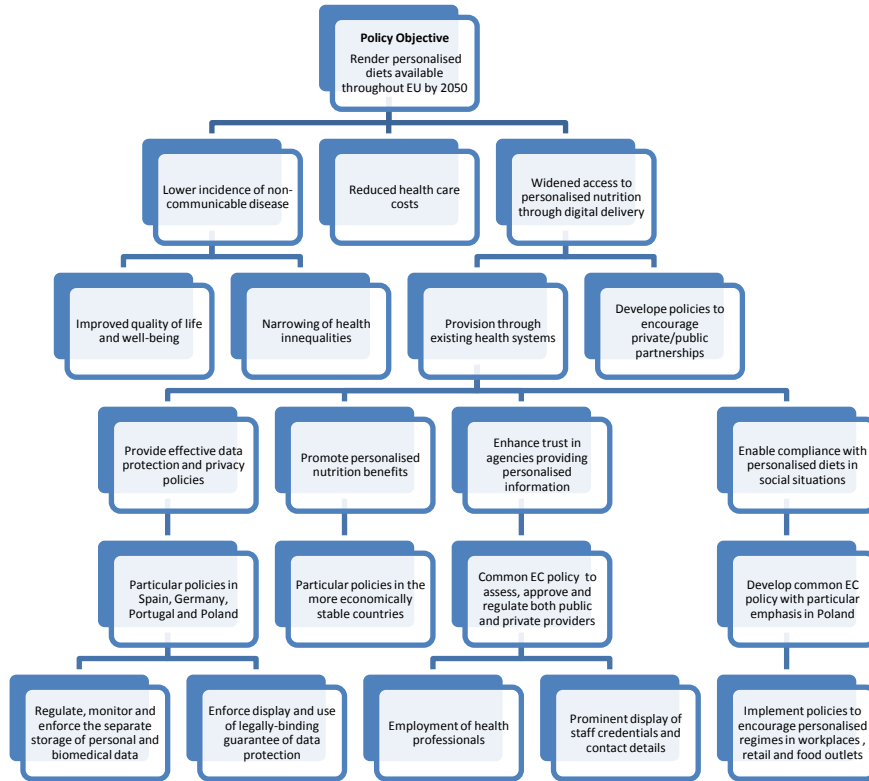 Policy Objective
Render personalised
diets available
throughout EU by 2050
Lower incidence of non-
communicable disease
Reduced health care
costs
Widened access to
personalised nutrition
through digital delivery
Improved quality of life
and well-being
Narrowing of health
innequalities
Provision through
existing health systems
Develope policies to
encourage
private/public
partnerships
Provide effective data
protection and privacy
policies
Promote personalised
nutrition benefits
Enhance trust in
agencies providing
personalised
information
Enable compliance with
personalised diets in
social situations
Particular policies in
Spain, Germany,
Portugal and Poland
Particular policies in the
more economically
stable countries
Common EC policy to
assess, approve and
regulate both public
and private providers
Develop common EC
policy with particular
emphasis in Poland
Regulate, monitor and
enforce the separate
storage of personal and
biomedical data
Enforce display and use
of legally-binding
guarantee of data
protection
Employment of health
professionals
Prominent display of
staff credentials and
contact details
Implement policies to
encourage personalised
regimes in workplaces ,
retail and food outlets